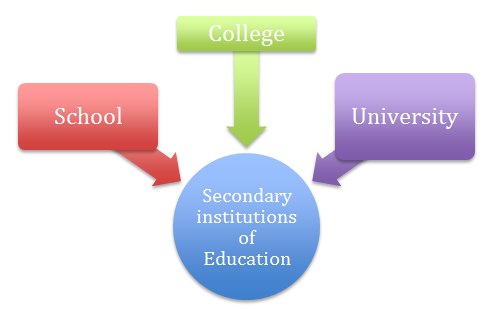 College
School
University
Secondary
institutions
of
Education